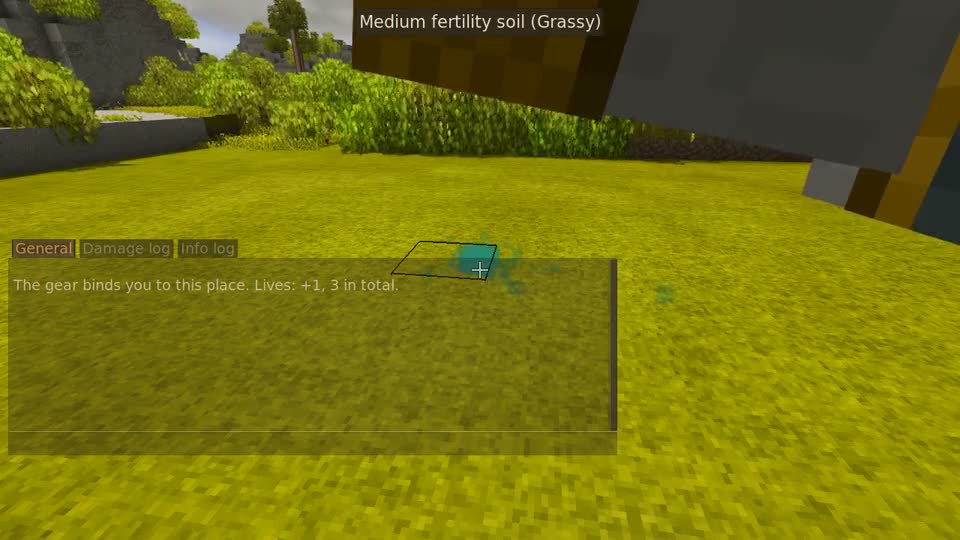 Medium fertility soil (Grassy)
General Damage log Info log
The gear binds you to this place. Lives: +1, 3 in total.